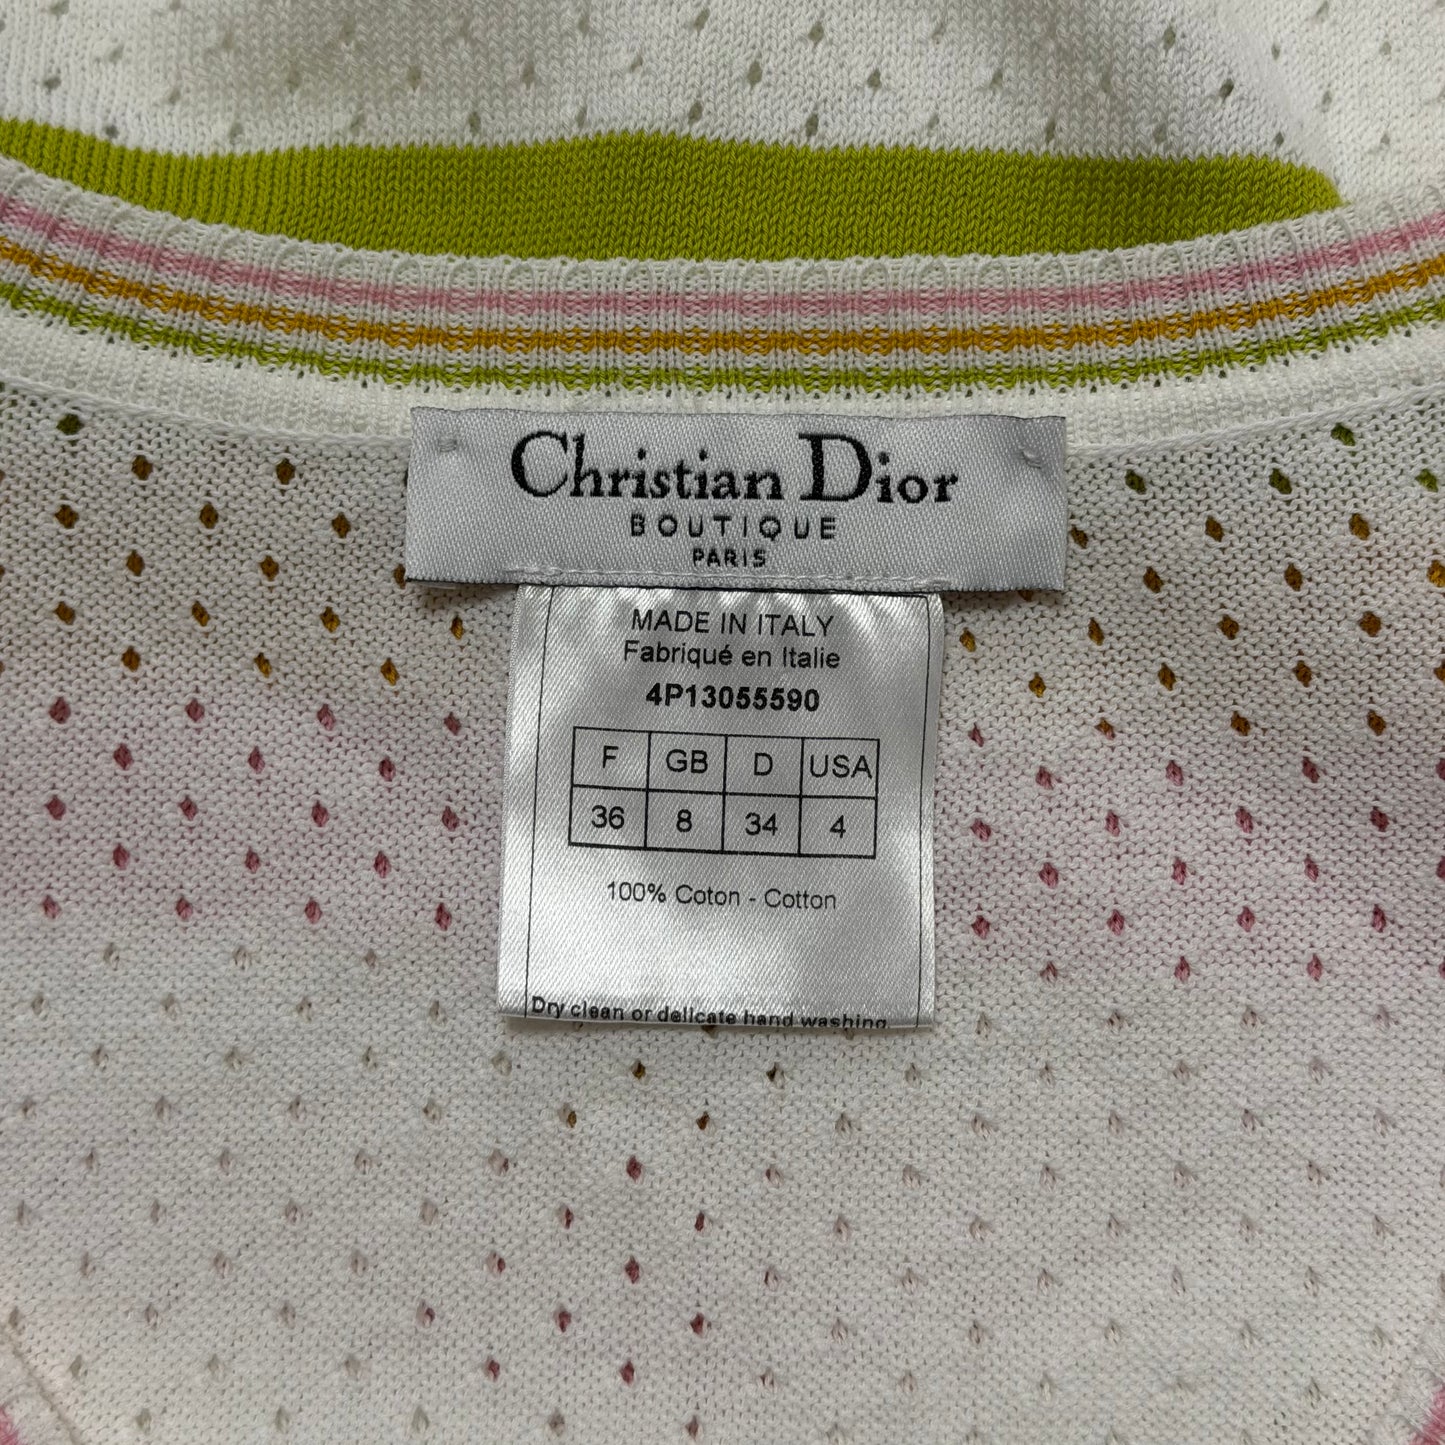 Christian Dior
BOUTIQUE
PARIS
MADE IN ITALY
Fabriqué en Italie
4P13055590
F GB D USA
36 8 34 4
100% Coton - Cotton
Dry clean or delicate hand washing